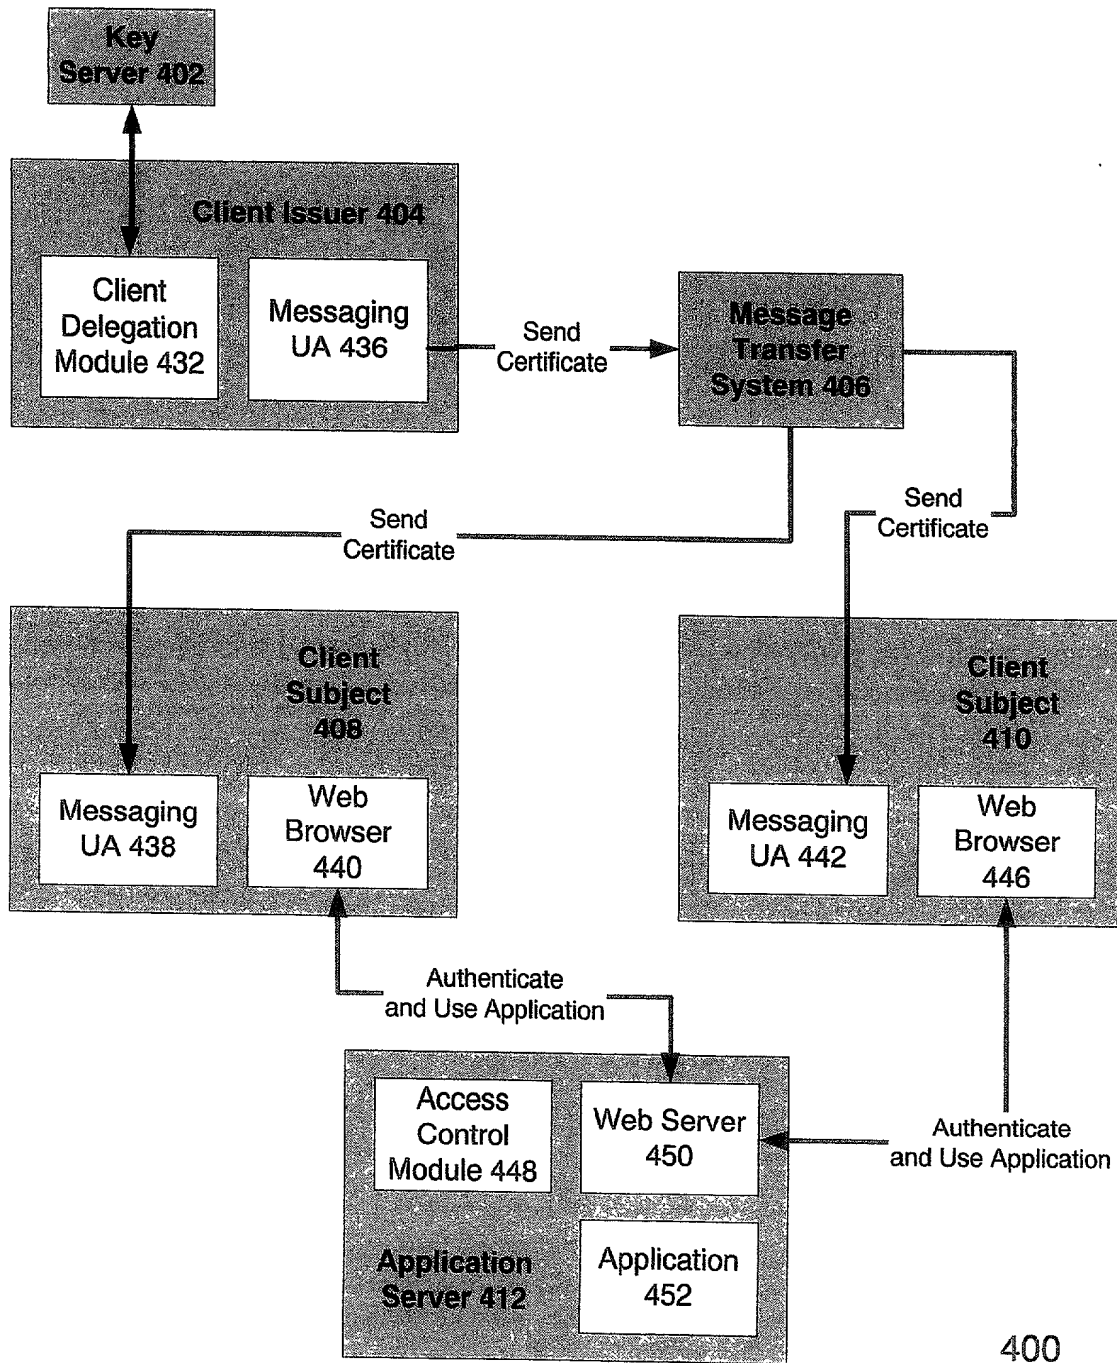 Key
Server 402
Client Issuer 404
Client
Delegation
Module 432
Messaging
UA 436
Send
Certificate
Message
Transfer
System 406
Send
Certificate
Send
Certificate
Client
Subject
408
Messaging
UA 438
Web
Browser
440
Client
Subject
410
Messaging
UA 442
Web
Browser
446
Authenticate
and Use Application
Access
Control
Module 448
Web Server
450
Authenticate
and Use Application
Application
Server 412
Application
452
400